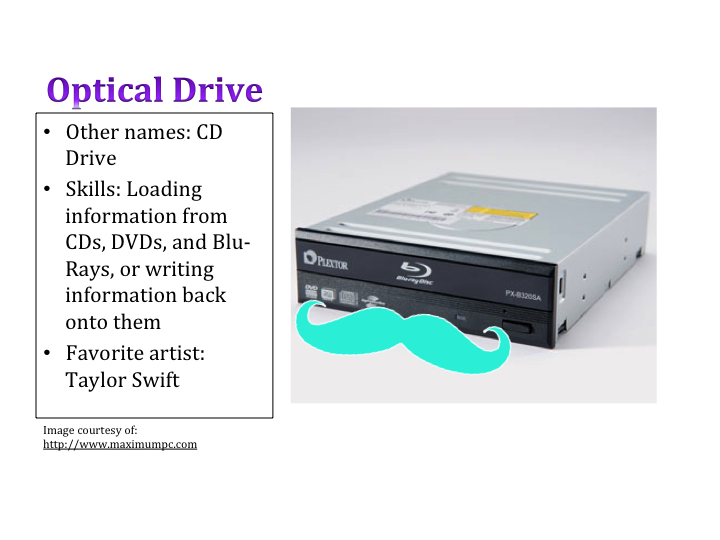 Optical Drive
• Other names: CD
Drive
• Skills: Loading
information from
CDs, DVDs, and Blu-
Rays, or writing
information back
onto them
• Favorite artist:
Taylor Swift
Image courtesy of:
http://www.maximumpc.com
PLEXTOR
Blu-ray Disc
PX-B320SA
DVD